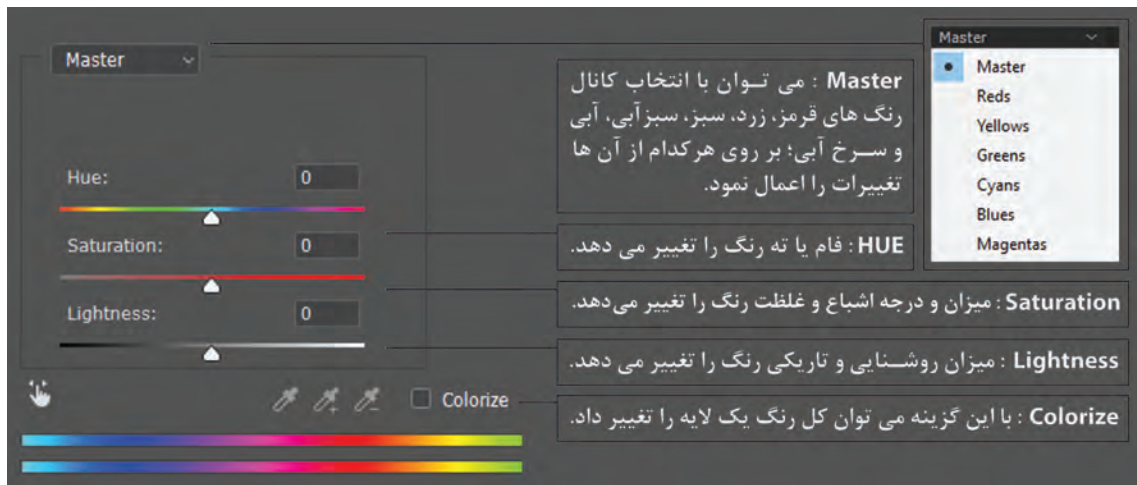 Master
Hue: 0
Saturation: 0
Lightness: 0
Colorize
Master : می توان با انتخاب کانال
رنگ های قرمز، زرد، سبز، سبزآبی، آبی
و سرخ آبی؛ بر روی هرکدام از آن ها
تغییرات را اعمال نمود.
HUE : فام یا ته رنگ را تغییر می دهد.
Saturation : میزان و درجه اشباع و غلظت رنگ را تغییر می‌دهد.
Lightness : میزان روشنایی و تاریکی رنگ را تغییر می دهد.
Colorize : با این گزینه می توان کل رنگ یک لایه را تغییر داد.
Master
Master
Reds
Yellows
Greens
Cyans
Blues
Magentas